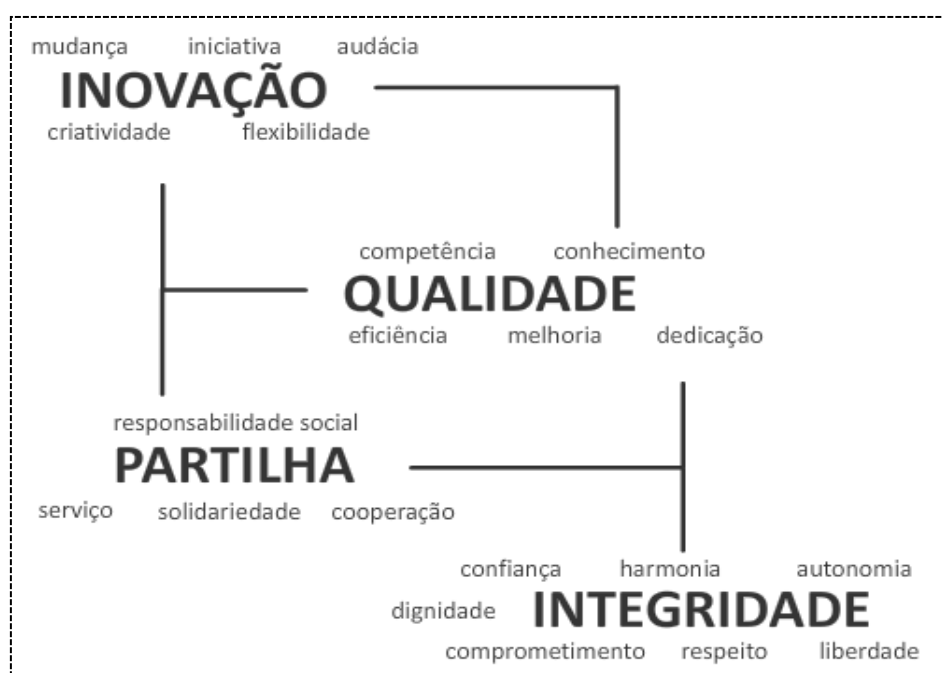 mudança iniciativa audácia
INOVAÇÃO
criatividade flexibilidade
competência conhecimento
QUALIDADE
eficiência melhoria dedicação
responsabilidade social
PARTILHA
serviço solidariedade cooperação
confiança harmonia autonomia
dignidade INTEGRIDADE
comprometimento respeito liberdade